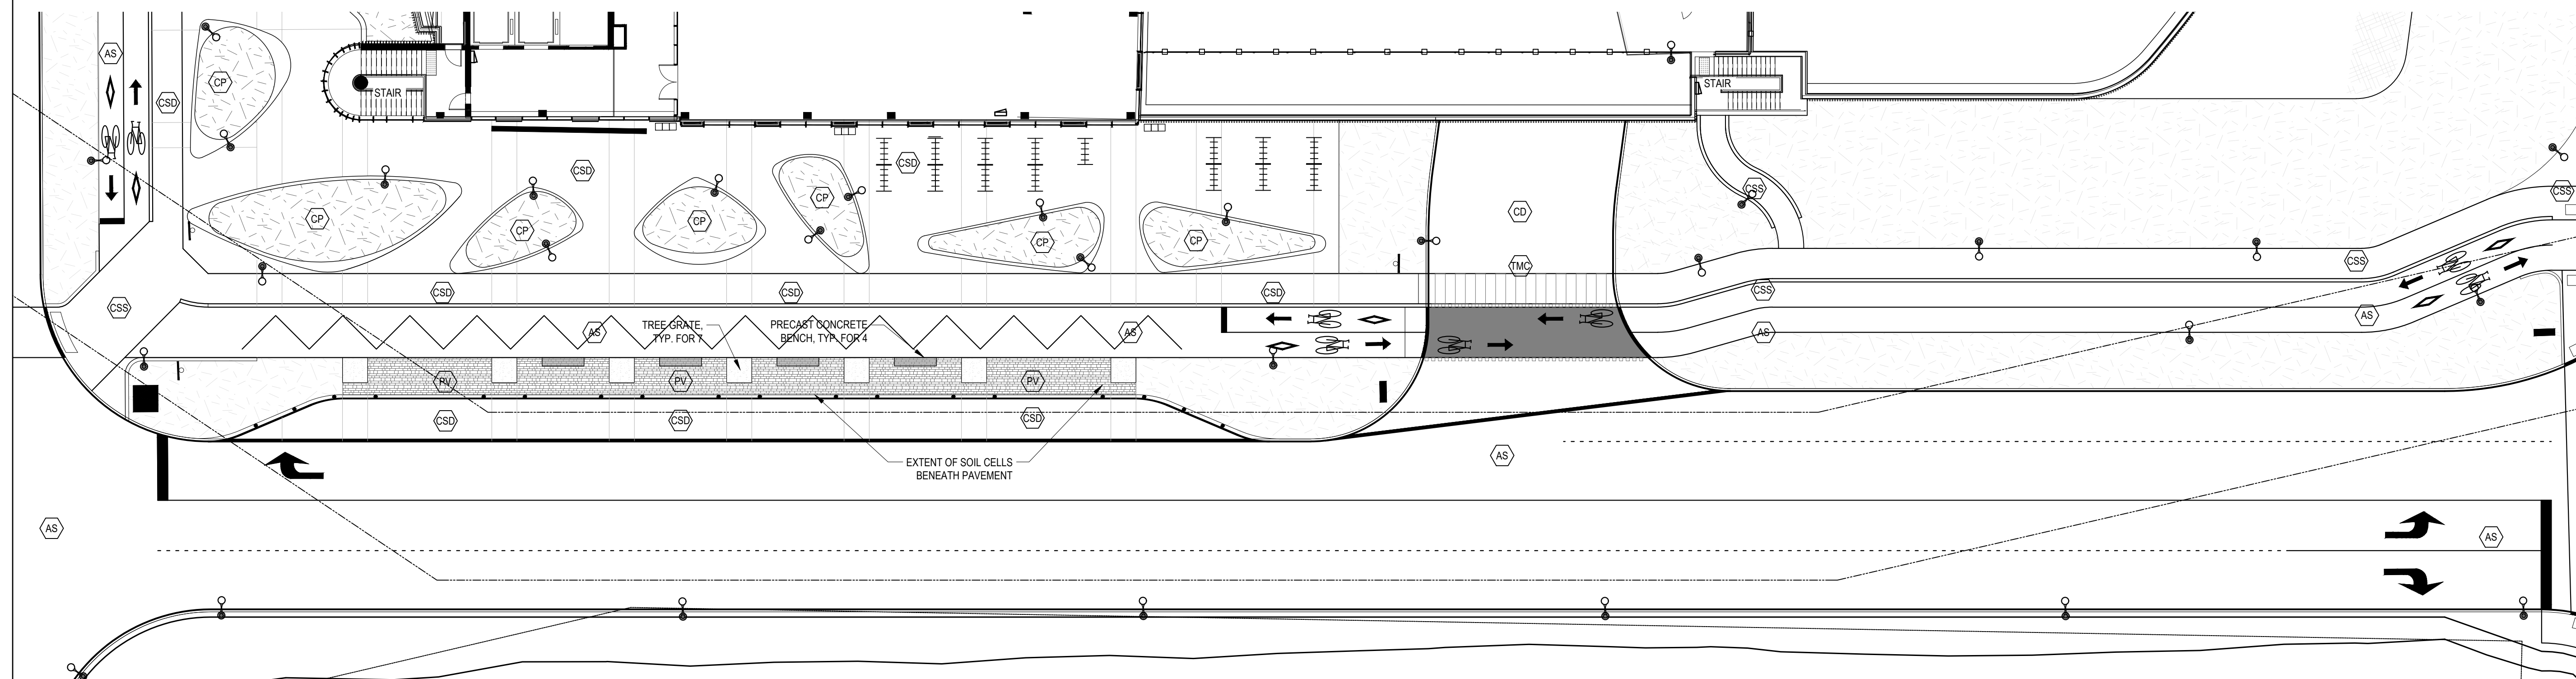 AS
CSD
CP
STAIR
STAIR
CSD
CSD
CP
CSS
CSS
CP
CP
CP
CD
CP
CP
CP
CSS
TMC
CSD
CSD
CSD
CSS
CSS
AS
TREE GRATE,
TYP. FOR 7
PRECAST CONCRETE
BENCH, TYP. FOR 4
AS
AS
AS
AS
PV
PV
PV
CSD
CSD
CSD
EXTENT OF SOIL CELLS
BENEATH PAVEMENT
AS
AS
AS